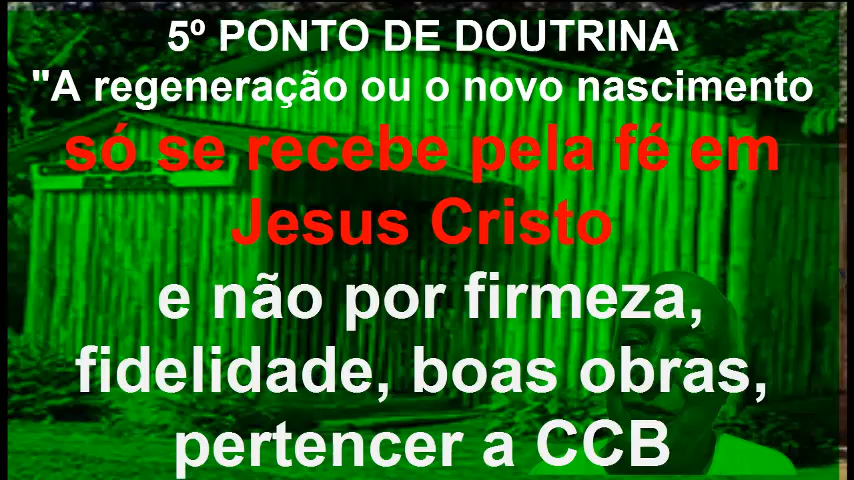 5º PONTO DE DOUTRINA
"A regeneração ou o novo nascimento
só se recebe pela fé em
Jesus Cristo
e não por firmeza,
fidelidade, boas obras,
pertencer a CCB